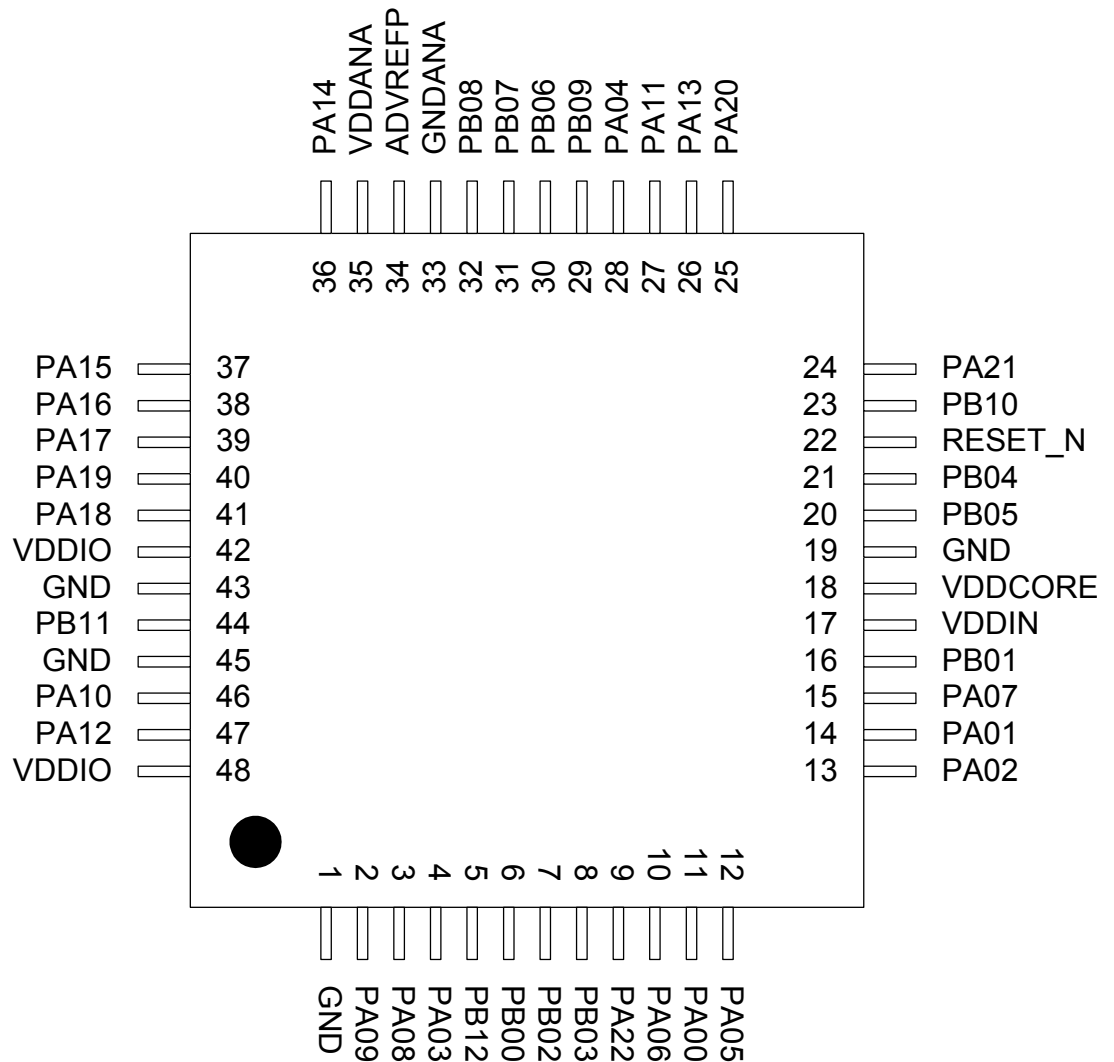 PA14 VDDANA ADVREFP GNDANA PB08 PB07 PB06 PB09 PA04 PA11 PA13 PA20
36 35 34 33 32 31 30 29 28 27 26 25
PA15 37 24 PA21
PA16 38 23 PB10
PA17 39 22 RESET_N
PA19 40 21 PB04
PA18 41 20 PB05
VDDIO 42 19 GND
GND 43 18 VDDCORE
PB11 44 17 VDDIN
GND 45 16 PB01
PA10 46 15 PA07
PA12 47 14 PA01
VDDIO 48 13 PA02
1 2 3 4 5 6 7 8 9 10 11 12
GND PA09 PA08 PA03 PB12 PB00 PB02 PB03 PA22 PA06 PA00 PA05